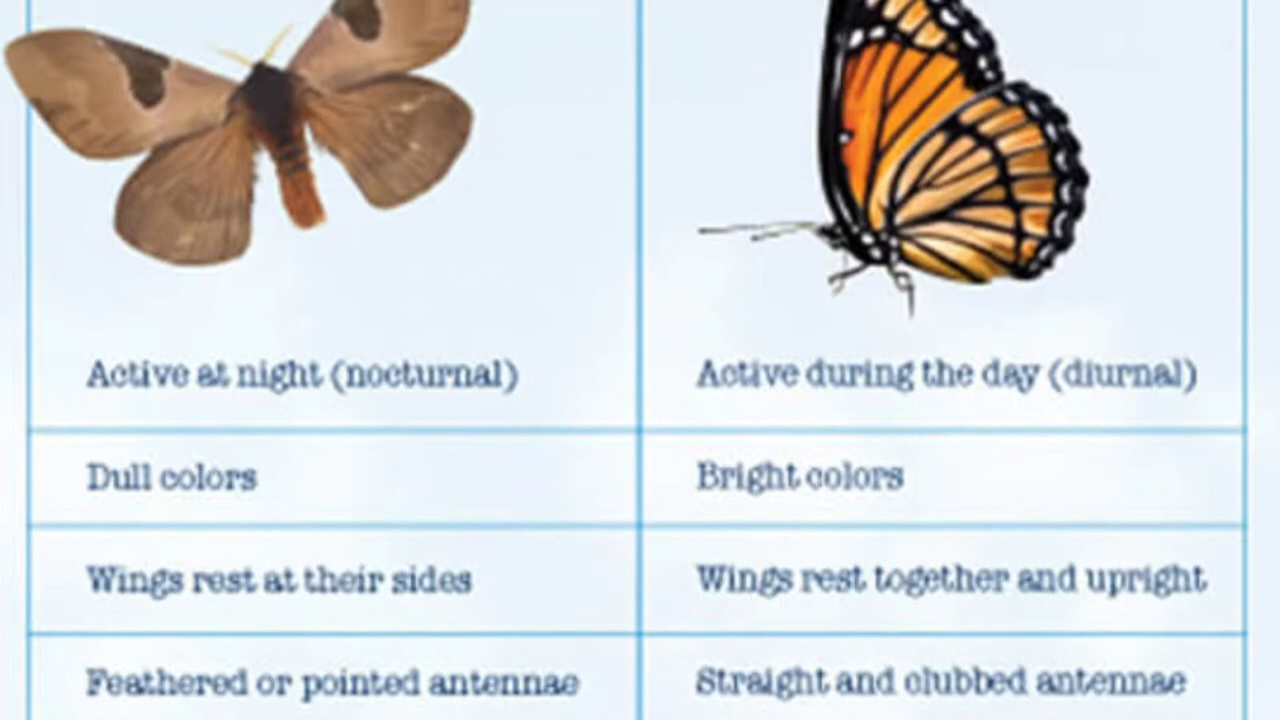 Active at night (nocturnal)
Active during the day (diurnal)
Dull colors
Bright colors
Wings rest at their sides
Wings rest together and upright
Feathered or pointed antennae
Straight and clubbed antennae